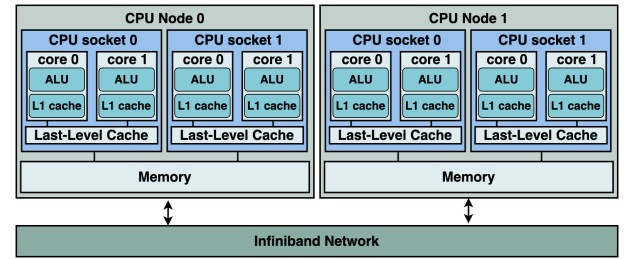 CPU Node 0
CPU socket 0
CPU socket 1
core 0
core 1
core 0
core 1
ALU
ALU
ALU
ALU
L1 cache
L1 cache
L1 cache
L1 cache
Last-Level Cache
Last-Level Cache
Memory
CPU Node 1
CPU socket 0
CPU socket 1
core 0
core 1
core 0
core 1
ALU
ALU
ALU
ALU
L1 cache
L1 cache
L1 cache
L1 cache
Last-Level Cache
Last-Level Cache
Memory
Infiniband Network